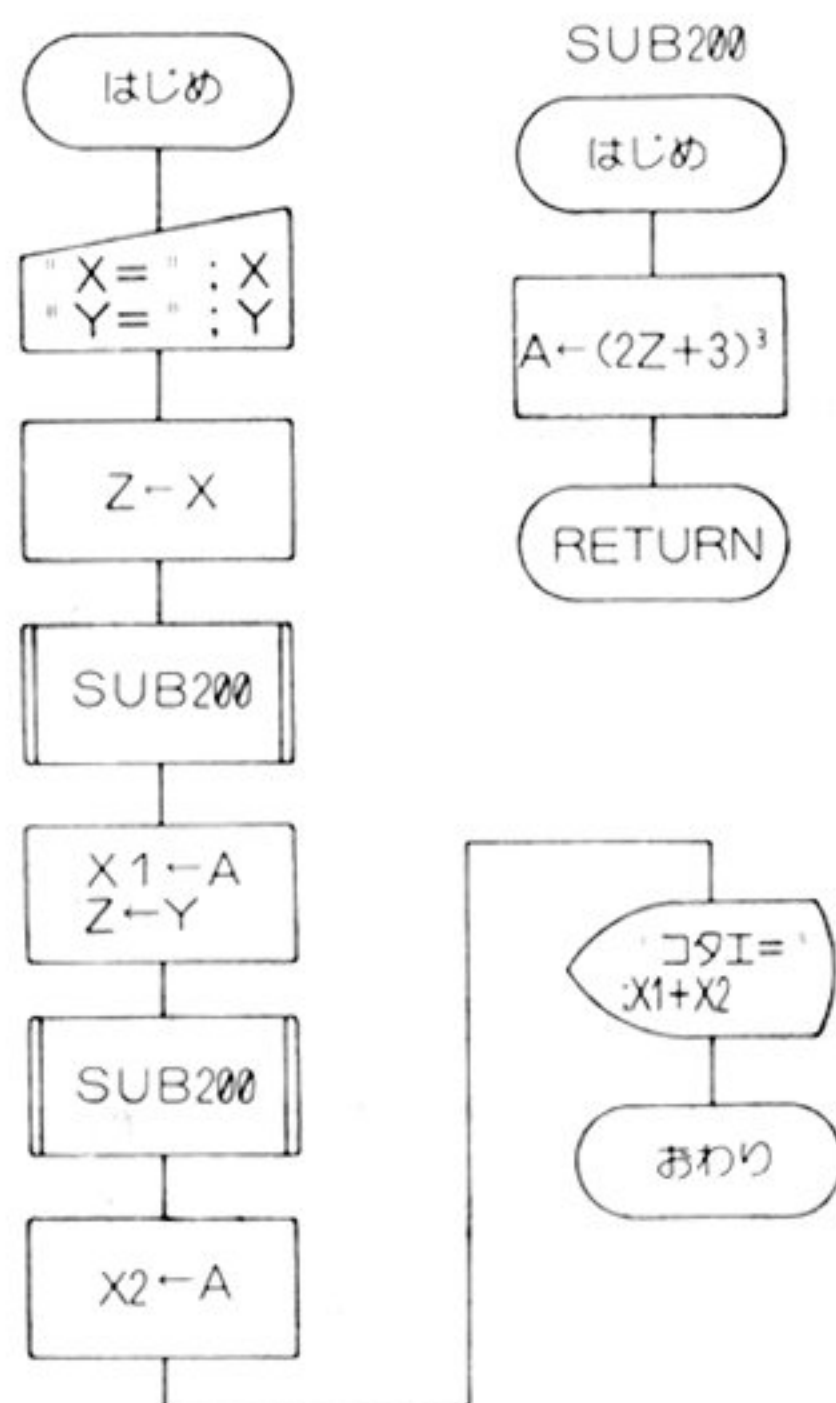 はじめ
" X= " : X
" Y= " : Y
Z←X
SUB200
X1←A
Z←Y
SUB200
X2←A
SUB200
はじめ
A←(2Z+3)³
RETURN
コタエ=
:X1+X2
おわり